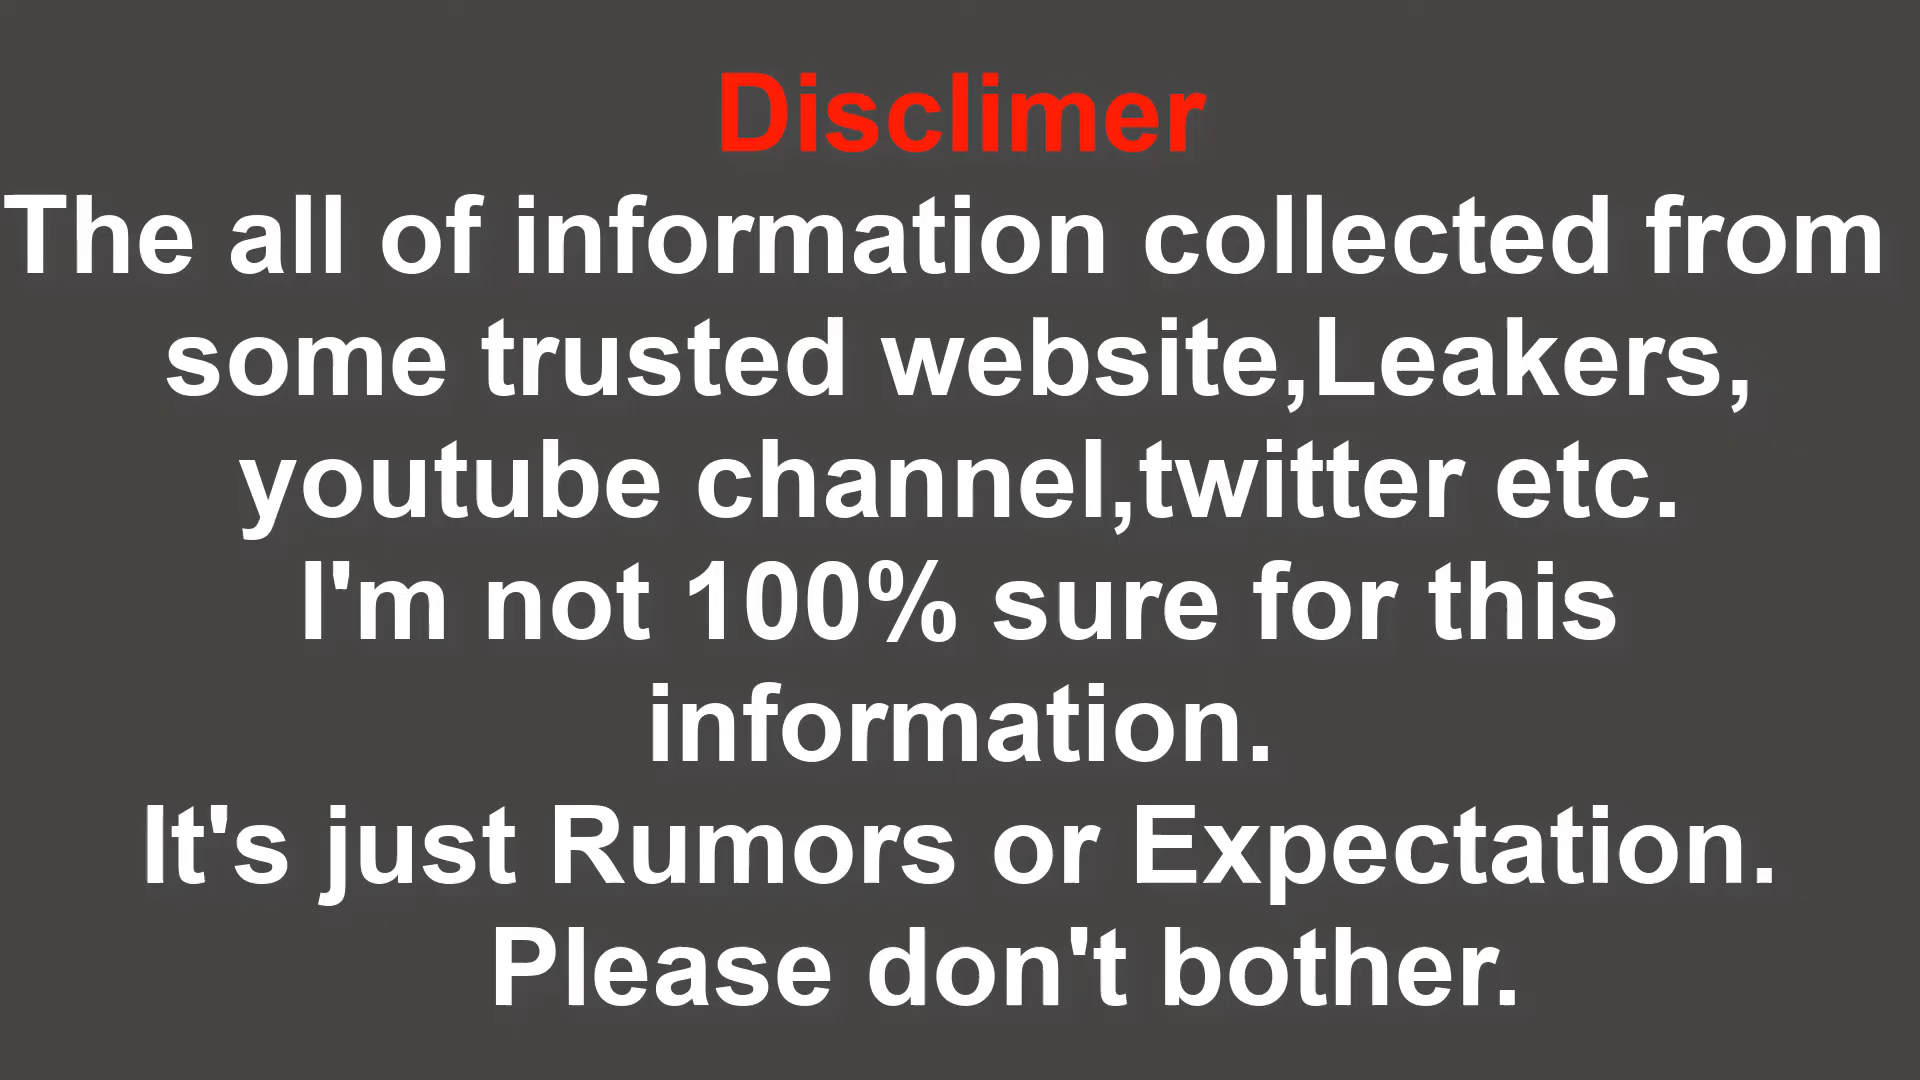 Disclimer
The all of information collected from
some trusted website,Leakers,
youtube channel,twitter etc.
I'm not 100% sure for this
information.
It's just Rumors or Expectation.
Please don't bother.